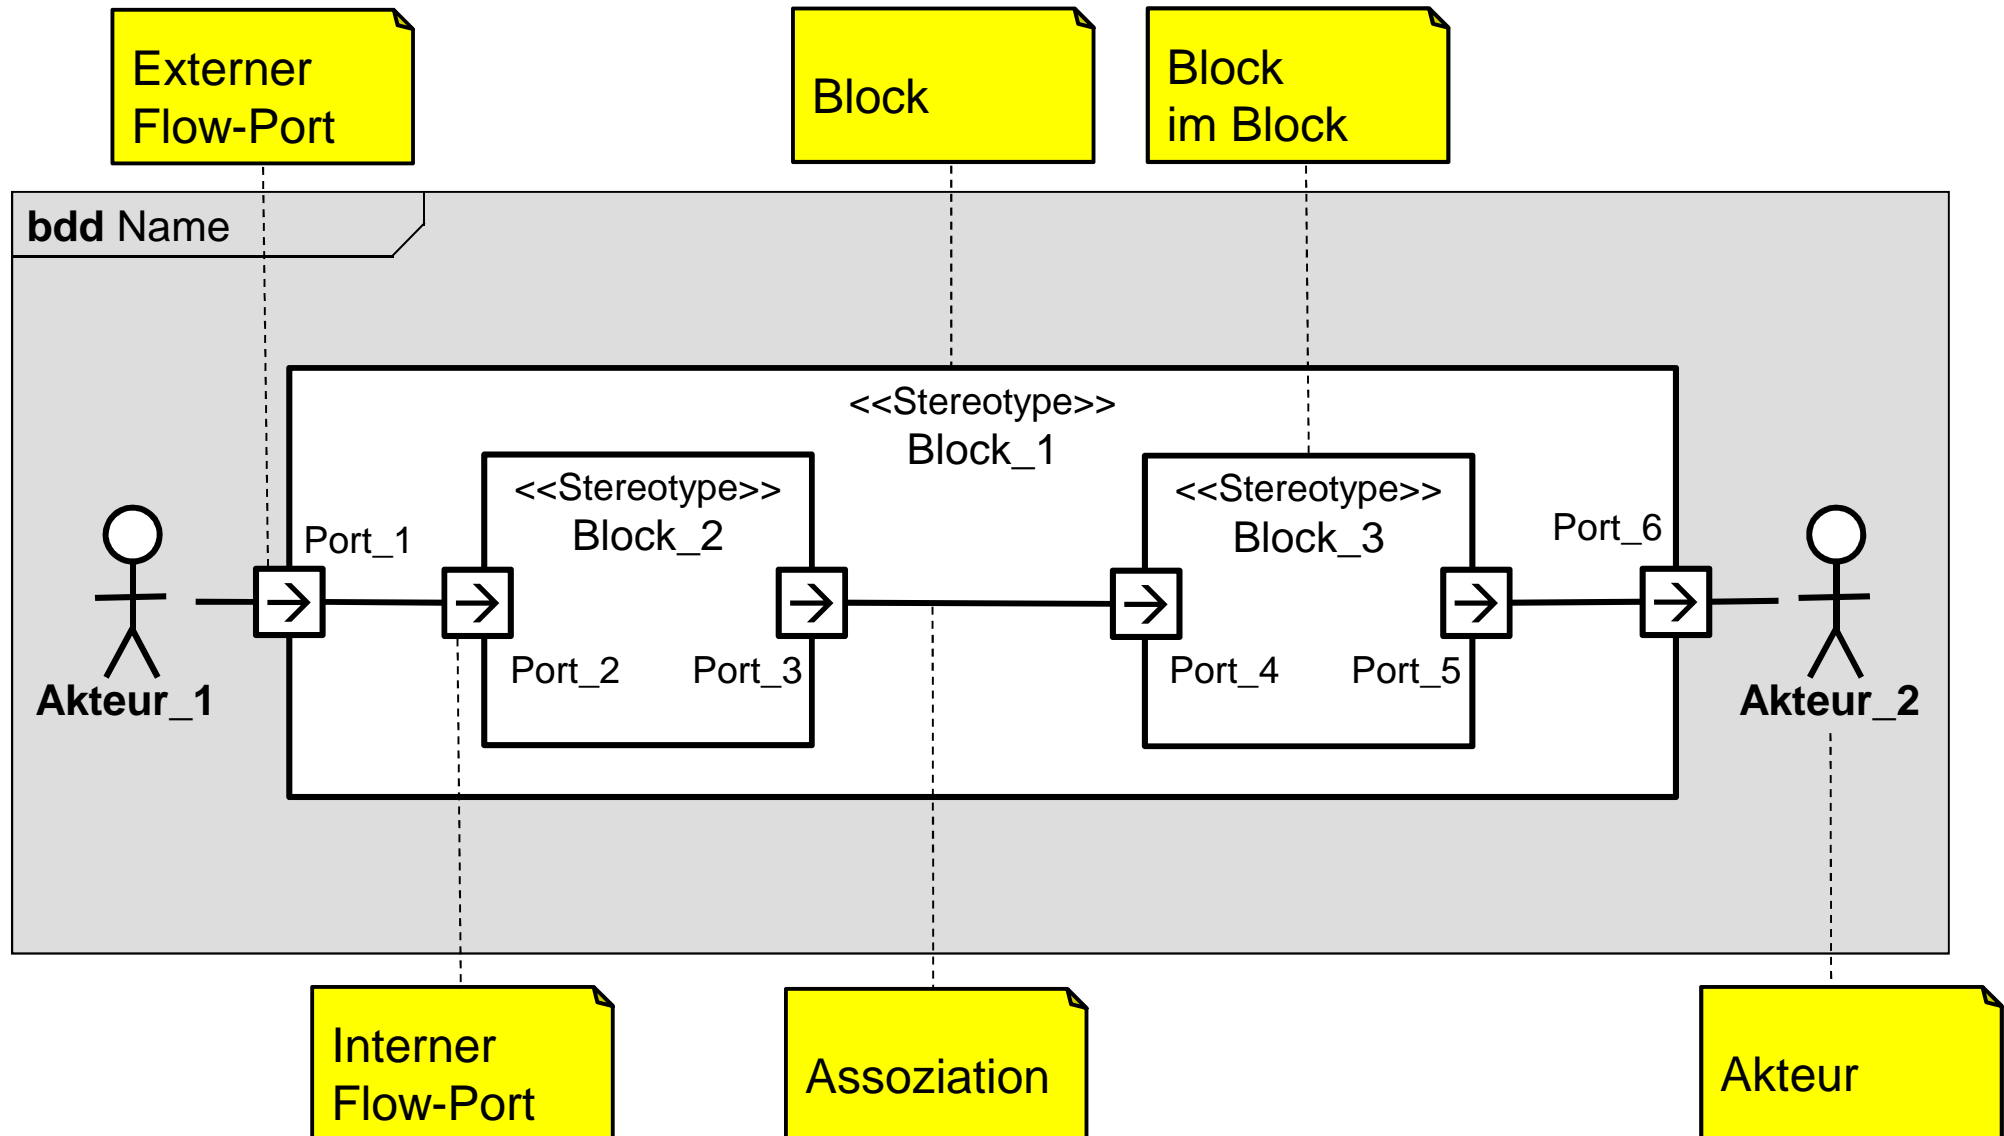 Externer
Flow-Port
Block
Block
im Block
bdd Name
<<Stereotype>>
Block_1
<<Stereotype>>
Block_2
<<Stereotype>>
Block_3
Port_1
Port_6
Port_2
Port_3
Port_4
Port_5
Akteur_1
Akteur_2
Interner
Flow-Port
Assoziation
Akteur